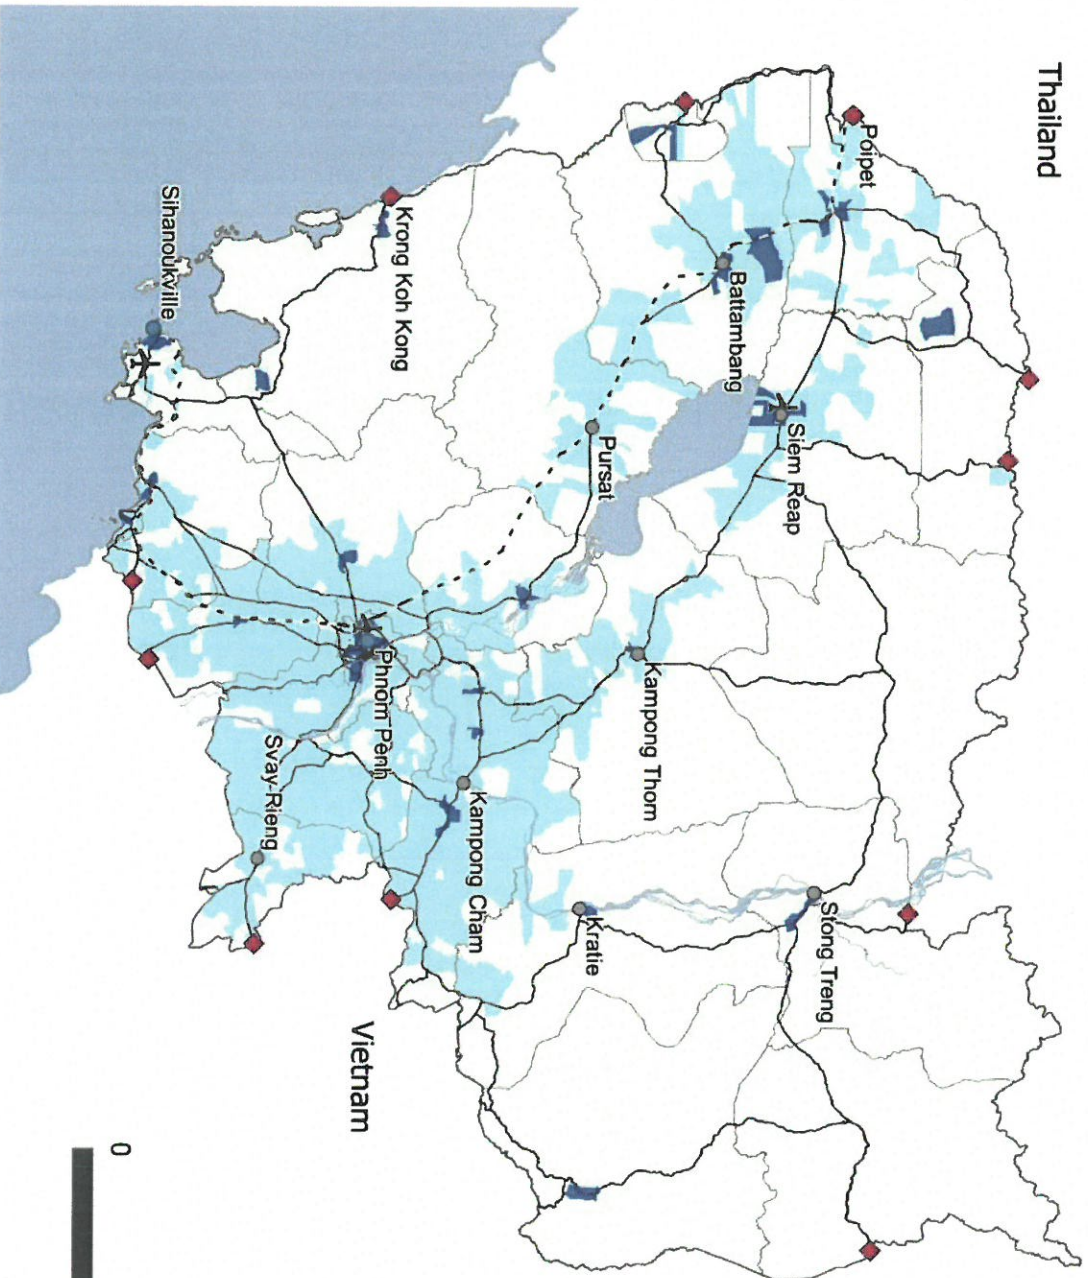 Thailand
Poipet
Siem Reap
Battambang
Stong Treng
Pursat
Kampong Thom
Kratie
Krong Koh Kong
Kampong Cham
Phnom Penh
Sihanoukville
Svay-Rieng
Vietnam
0